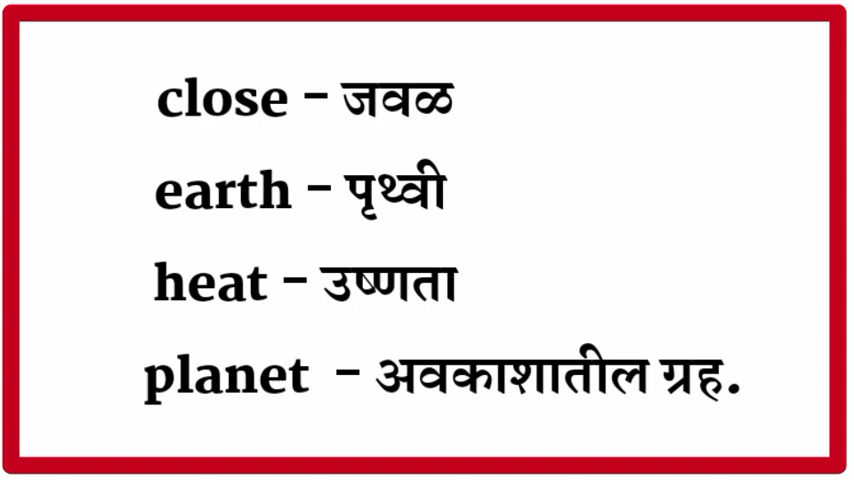 close - जवळ
earth - पृथ्वी
heat - उष्णता
planet - अवकाशातील ग्रह.